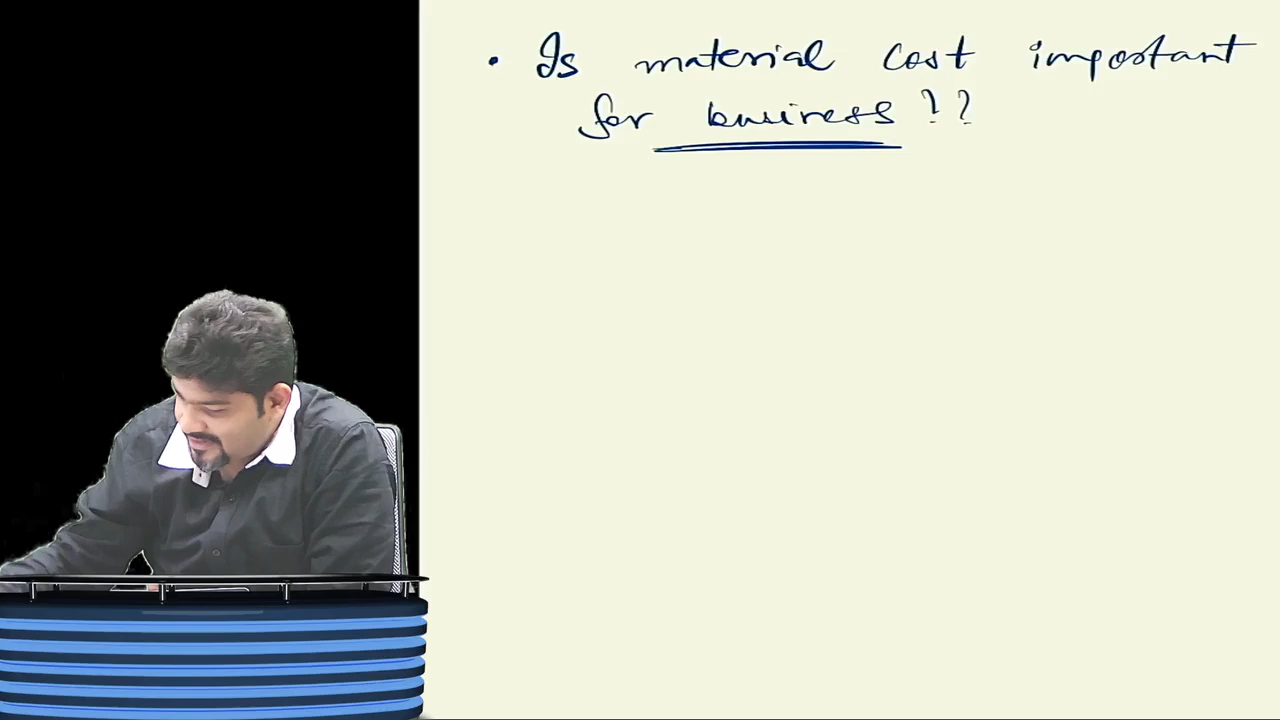 • Is material cost important
for business ??